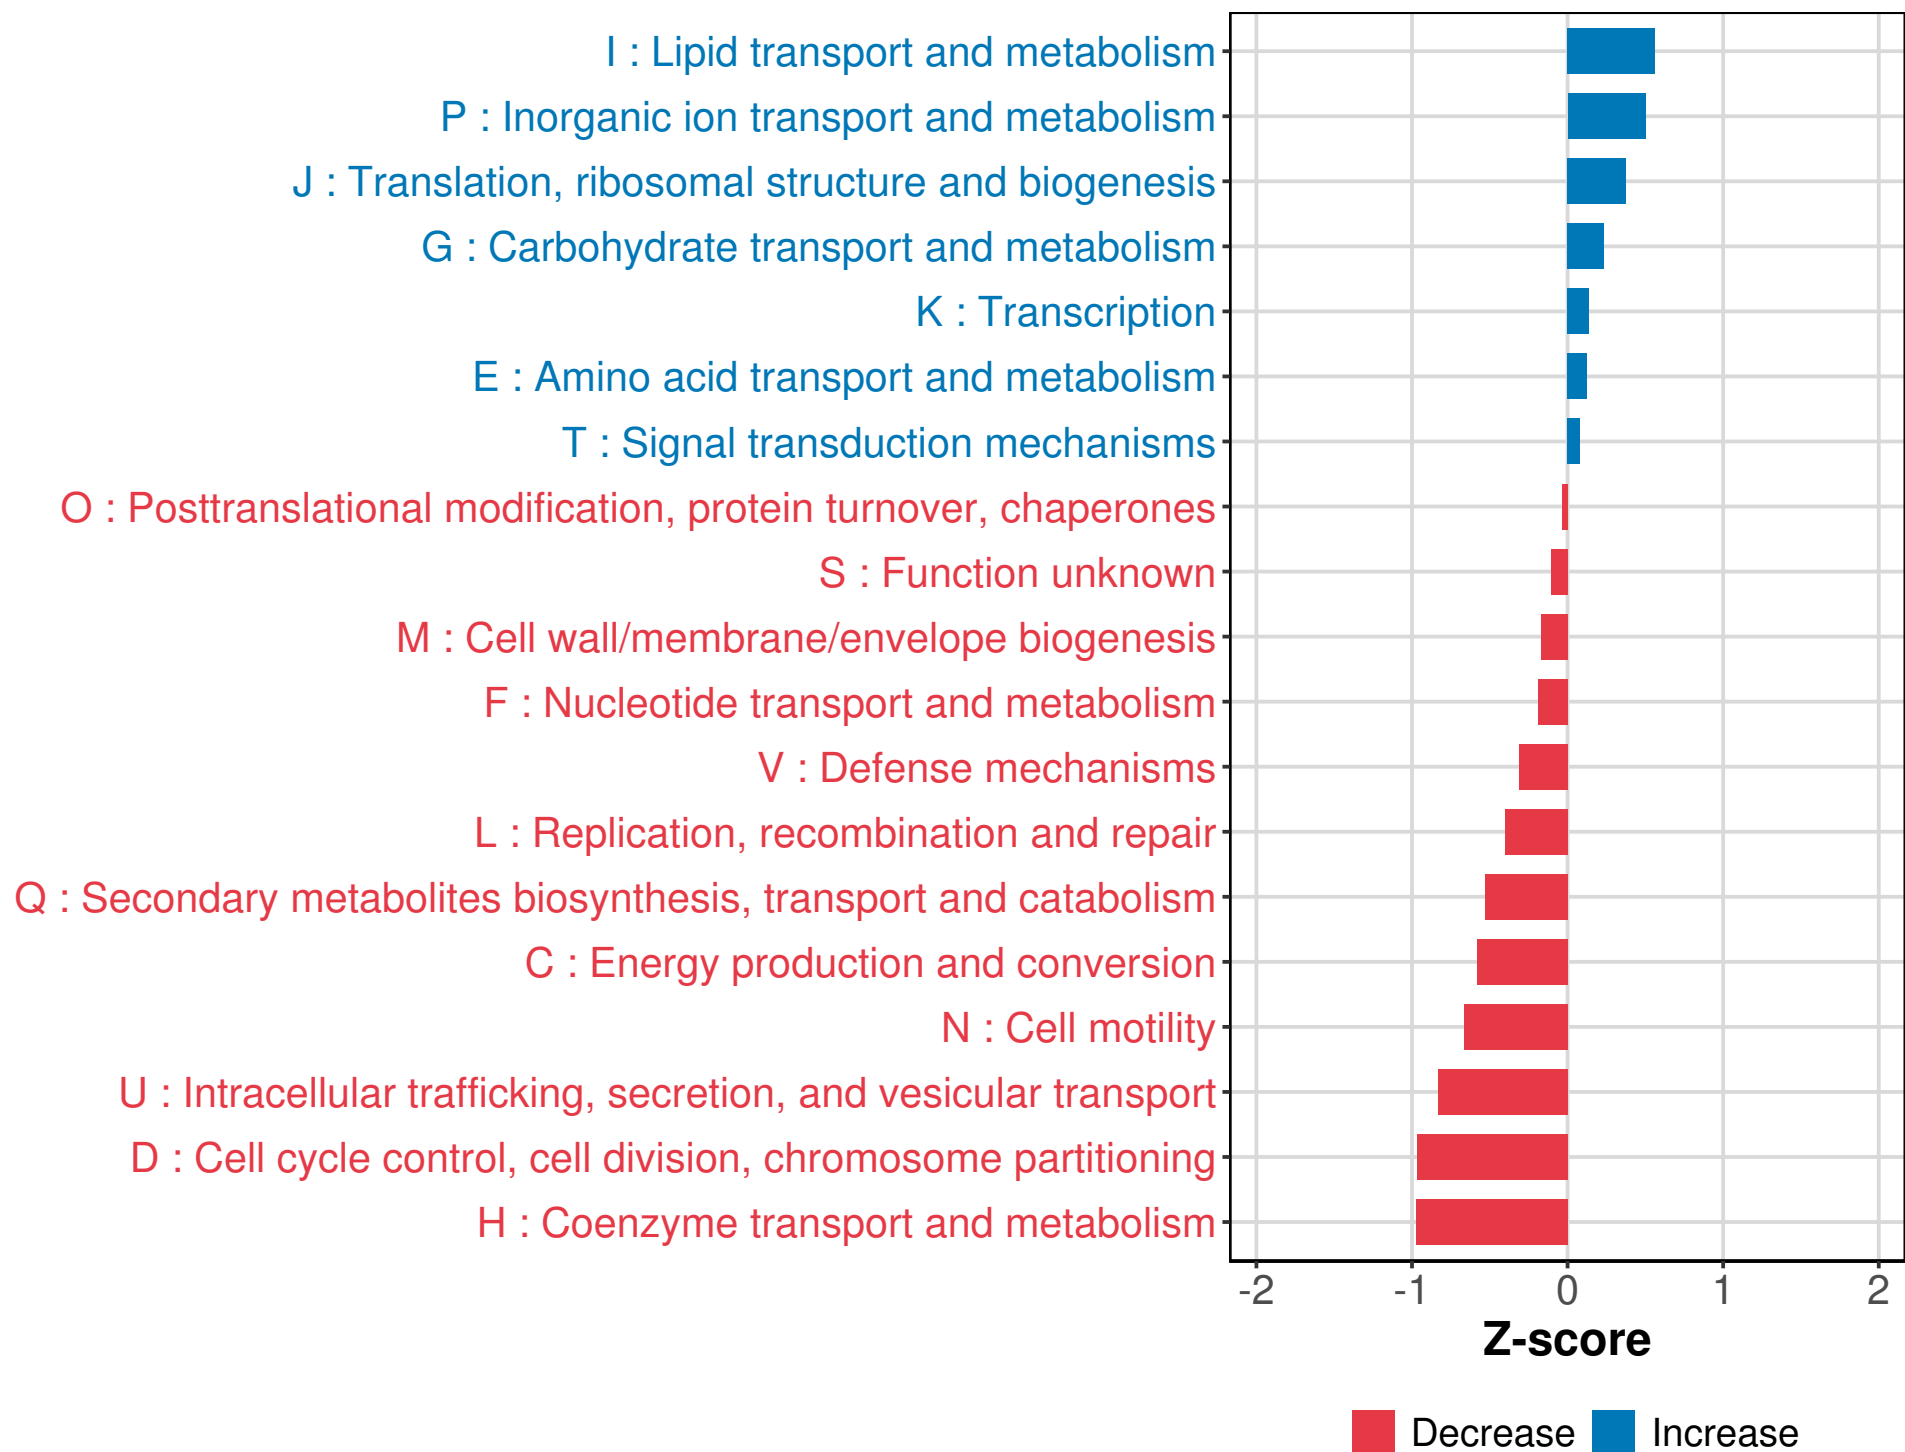 I : Lipid transport and metabolism
P : Inorganic ion transport and metabolism
J : Translation, ribosomal structure and biogenesis
G : Carbohydrate transport and metabolism
K : Transcription
E : Amino acid transport and metabolism
T : Signal transduction mechanisms
O : Posttranslational modification, protein turnover, chaperones
S : Function unknown
M : Cell wall/membrane/envelope biogenesis
F : Nucleotide transport and metabolism
V : Defense mechanisms
L : Replication, recombination and repair
Q : Secondary metabolites biosynthesis, transport and catabolism
C : Energy production and conversion
N : Cell motility
U : Intracellular trafficking, secretion, and vesicular transport
D : Cell cycle control, cell division, chromosome partitioning
H : Coenzyme transport and metabolism
-2 -1 0 1 2
Z-score
Decrease Increase